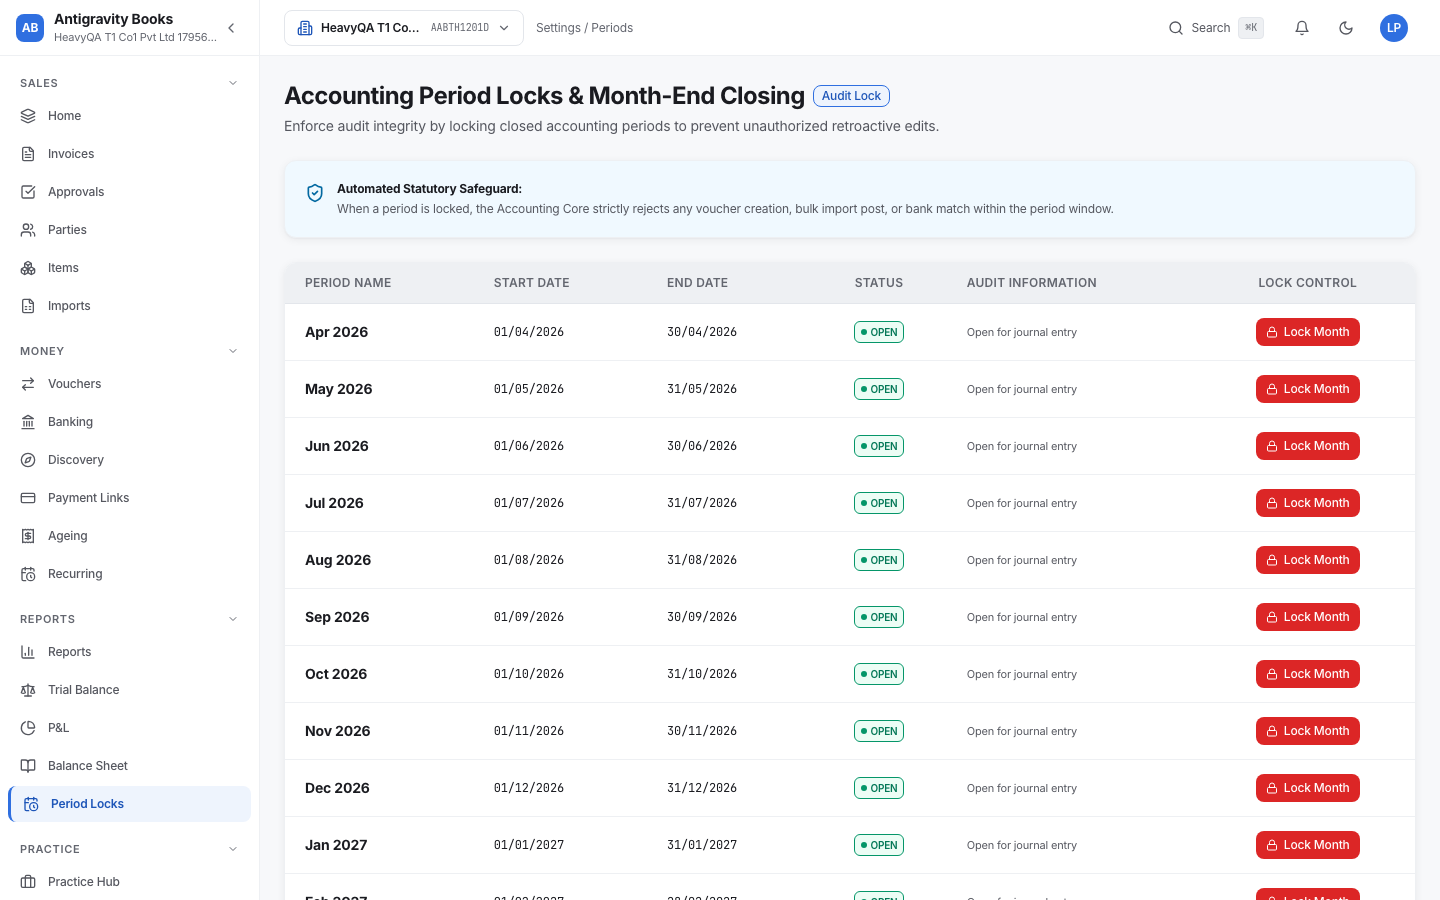 AB
Antigravity Books
HeavyQA T1 Co1 Pvt Ltd 17956...
SALES
Home
Invoices
Approvals
Parties
Items
Imports
MONEY
Vouchers
Banking
Discovery
Payment Links
Ageing
Recurring
REPORTS
Reports
Trial Balance
P&L
Balance Sheet
Period Locks
PRACTICE
Practice Hub
HeavyQA T1 Co... AABTH1201D
Settings / Periods
Search ⌘K
LP
Accounting Period Locks & Month-End Closing Audit Lock
Enforce audit integrity by locking closed accounting periods to prevent unauthorized retroactive edits.
Automated Statutory Safeguard:
When a period is locked, the Accounting Core strictly rejects any voucher creation, bulk import post, or bank match within the period window.
PERIOD NAME START DATE END DATE STATUS AUDIT INFORMATION LOCK CONTROL
Apr 2026 01/04/2026 30/04/2026 OPEN Open for journal entry Lock Month
May 2026 01/05/2026 31/05/2026 OPEN Open for journal entry Lock Month
Jun 2026 01/06/2026 30/06/2026 OPEN Open for journal entry Lock Month
Jul 2026 01/07/2026 31/07/2026 OPEN Open for journal entry Lock Month
Aug 2026 01/08/2026 31/08/2026 OPEN Open for journal entry Lock Month
Sep 2026 01/09/2026 30/09/2026 OPEN Open for journal entry Lock Month
Oct 2026 01/10/2026 31/10/2026 OPEN Open for journal entry Lock Month
Nov 2026 01/11/2026 30/11/2026 OPEN Open for journal entry Lock Month
Dec 2026 01/12/2026 31/12/2026 OPEN Open for journal entry Lock Month
Jan 2027 01/01/2027 31/01/2027 OPEN Open for journal entry Lock Month